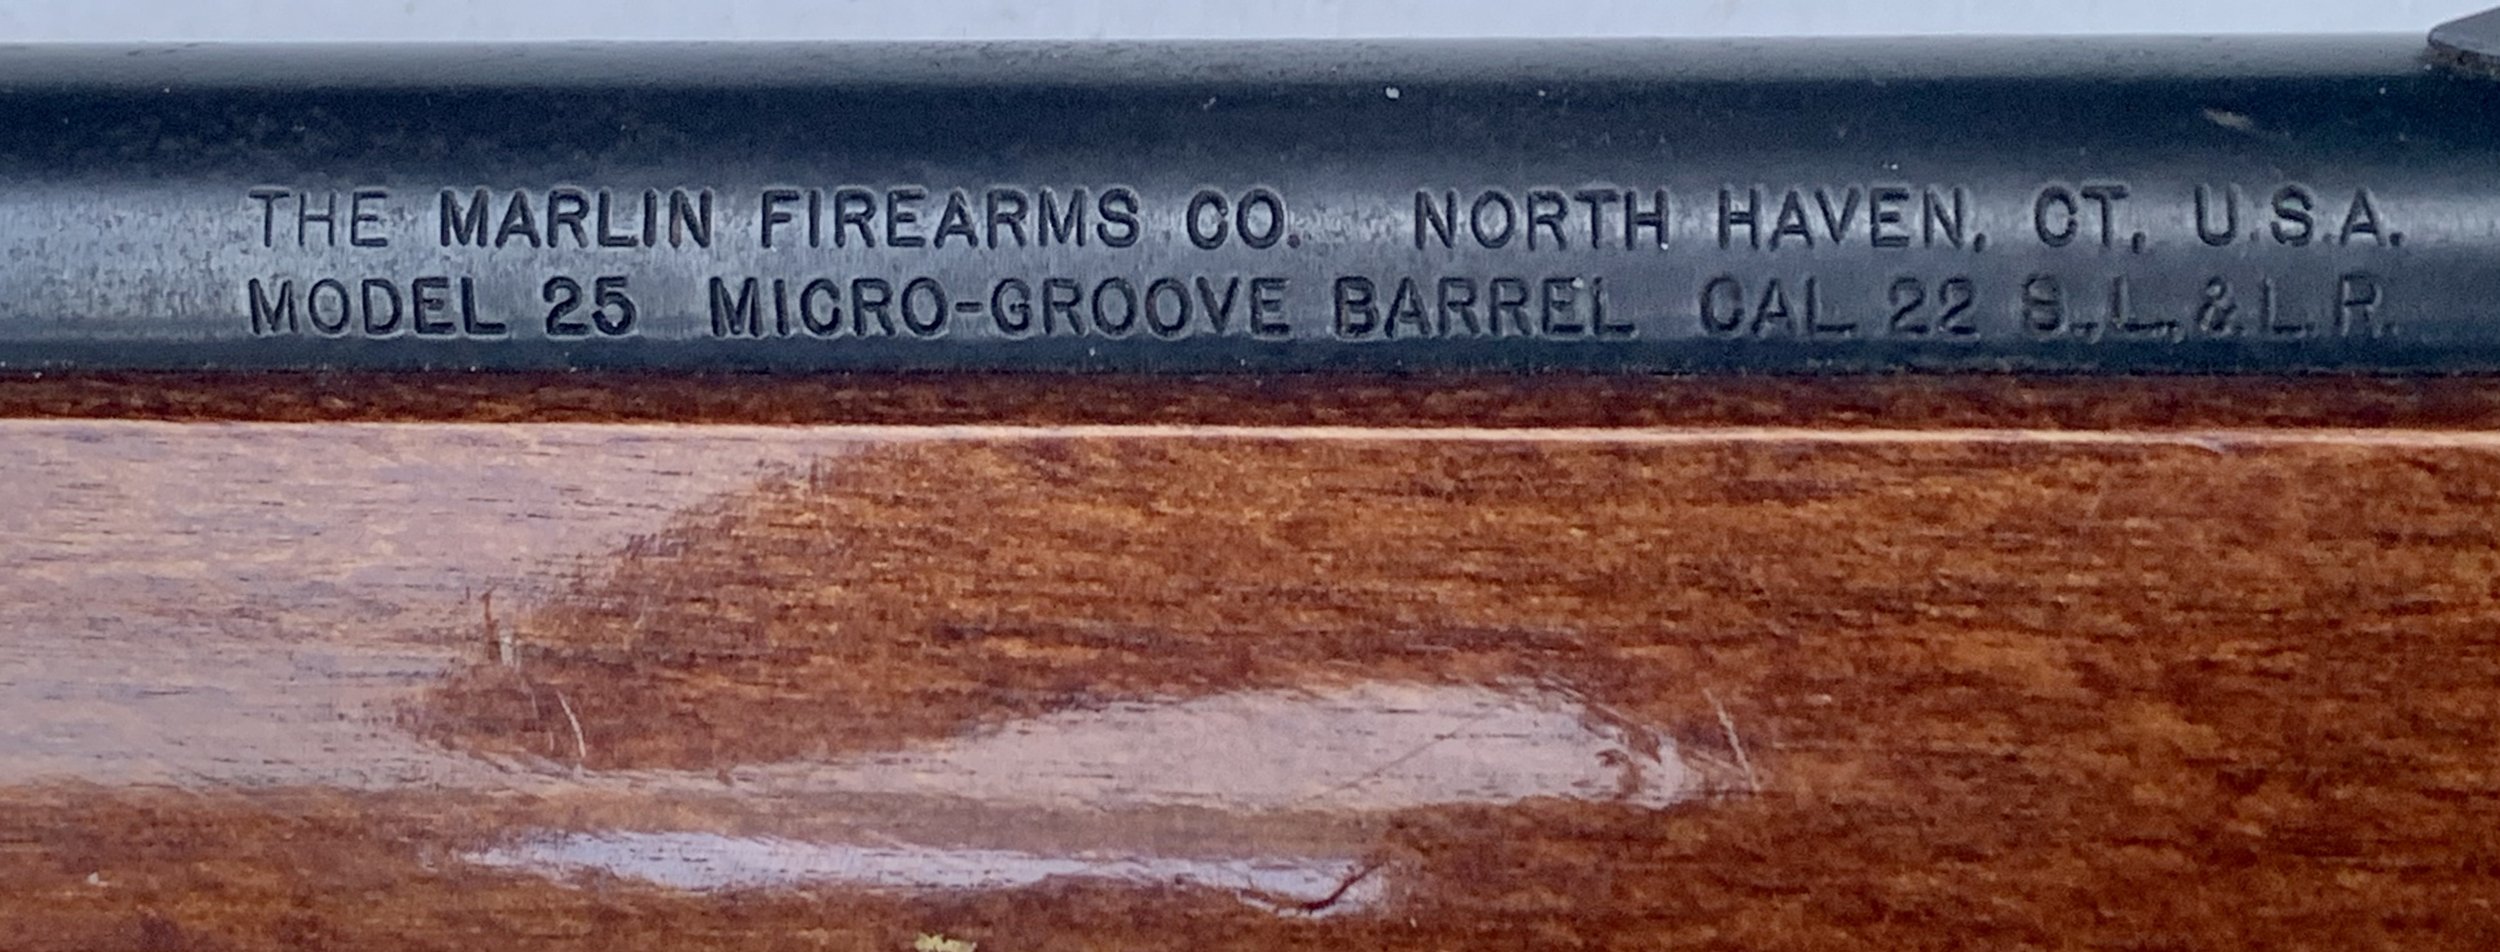 THE MARLIN FIREARMS CO. NORTH HAVEN, CT, U.S.A.
MODEL 25 MICRO-GROOVE BARREL CAL 22 S.,L.,& L.R.